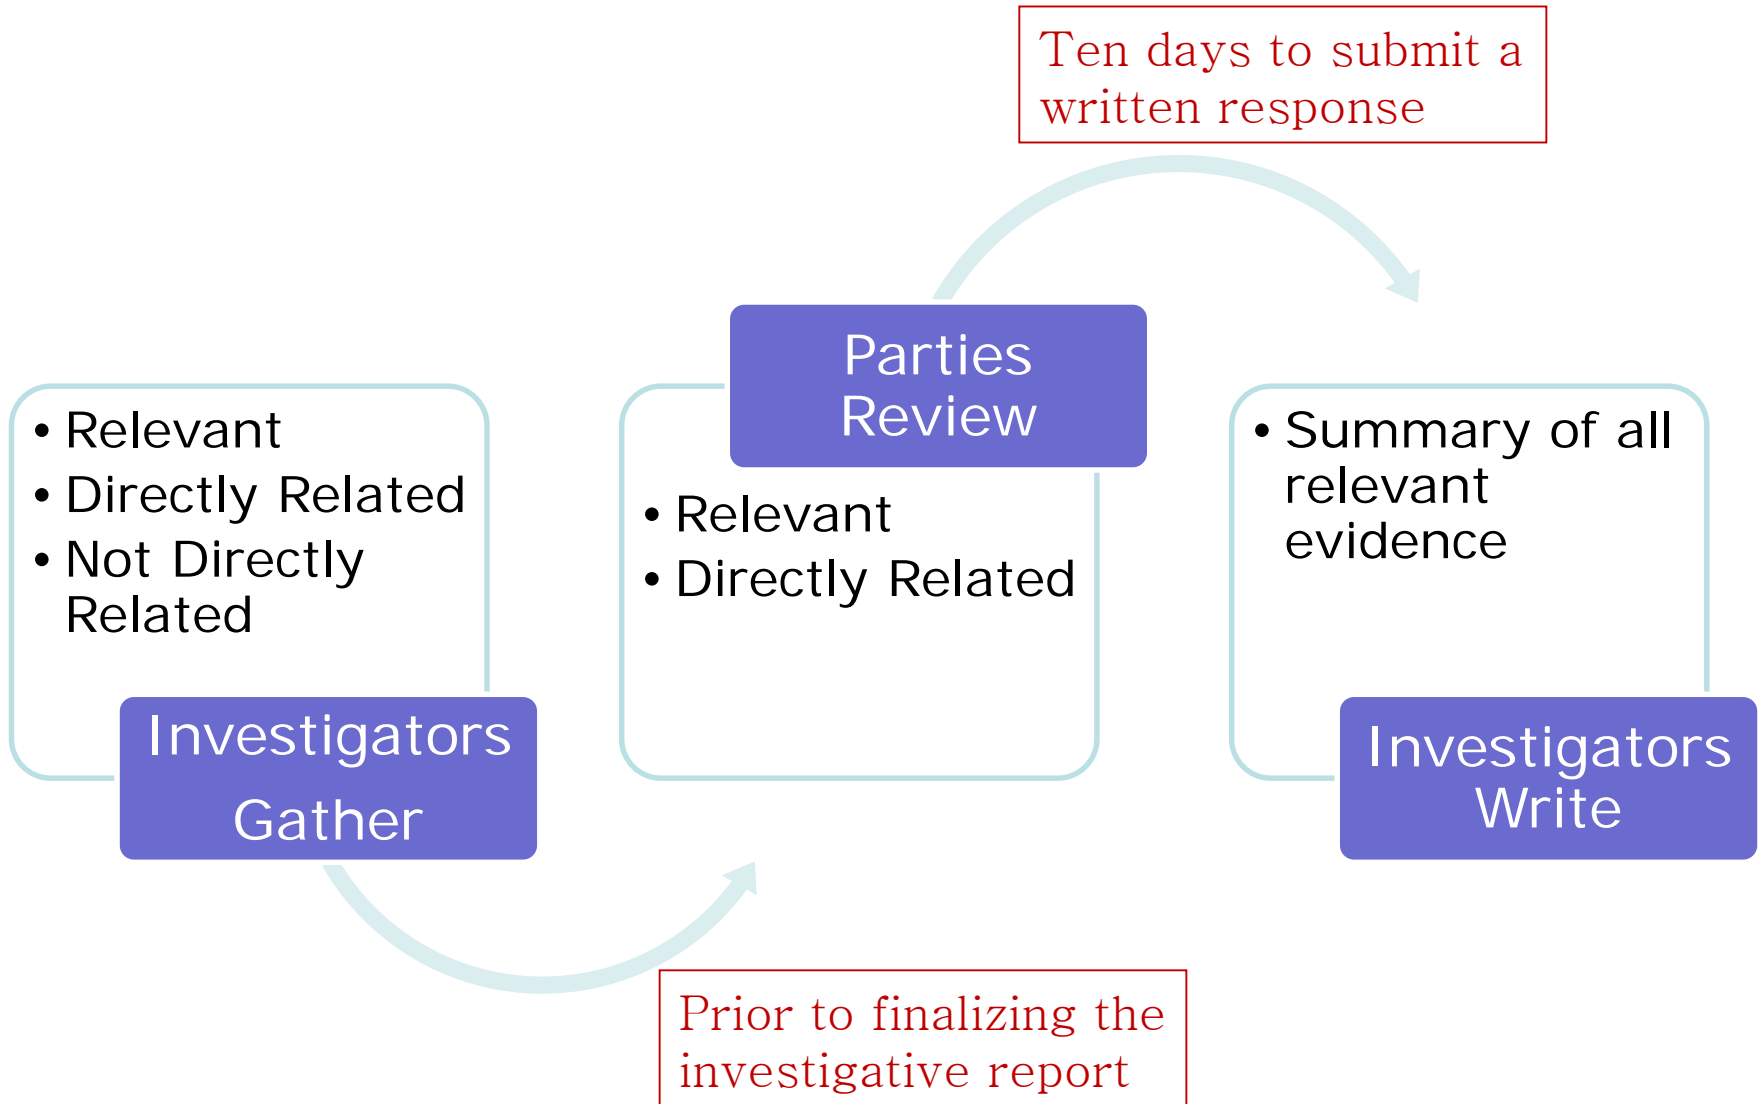 Ten days to submit a
written response
• Relevant
• Directly Related
• Not Directly
Related
Investigators
Gather
Parties
Review
• Relevant
• Directly Related
• Summary of all
relevant
evidence
Investigators
Write
Prior to finalizing the
investigative report